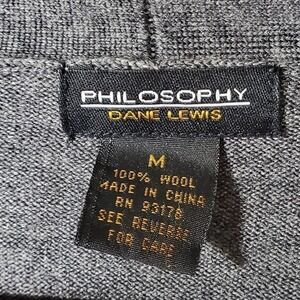 PHILOSOPHY
DANE LEWIS
M
100% WOOL
MADE IN CHINA
RN 93178
SEE REVERSE
FOR CARE